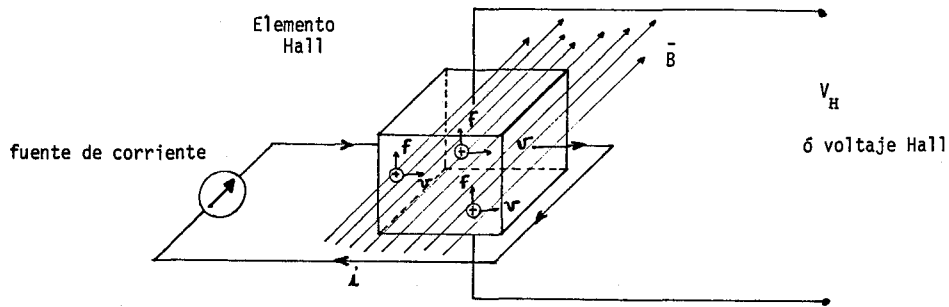 Elemento
Hall
B̄
V_H
ó voltaje Hall
fuente de corriente
f
f
f
v
v
v
+
+
+
i